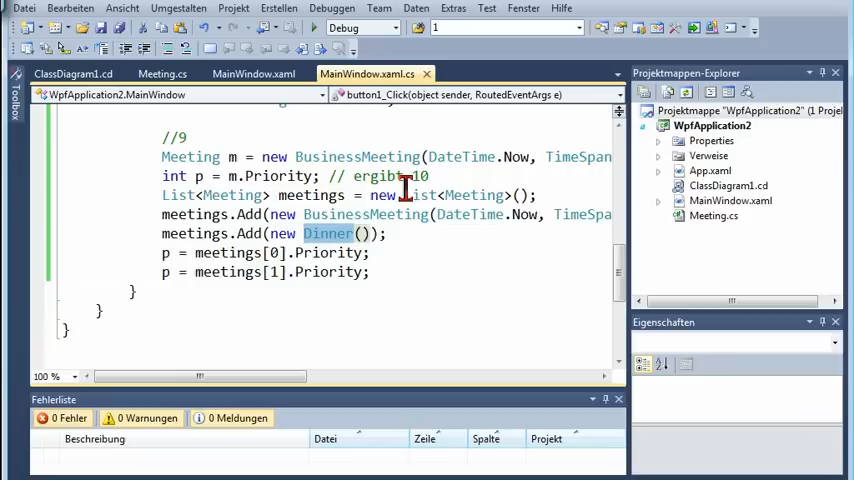 Datei Bearbeiten Ansicht Umgestalten Projekt Erstellen Debuggen Team Daten Extras Test Fenster Hilfe
Debug 1
ClassDiagram1.cd Meeting.cs MainWindow.xaml MainWindow.xaml.cs
WpfApplication2.MainWindow button1_Click(object sender, RoutedEventArgs e)
//9
Meeting m = new BusinessMeeting(DateTime.Now, TimeSpan
int p = m.Priority; // ergibt 10
List<Meeting> meetings = new List<Meeting>();
meetings.Add(new BusinessMeeting(DateTime.Now, TimeSpa
meetings.Add(new Dinner());
p = meetings[0].Priority;
p = meetings[1].Priority;
}
}
}
100 %
Toolbox
Projektmappen-Explorer
Projektmappe "WpfApplication2" (1 Proje
WpfApplication2
Properties
Verweise
App.xaml
ClassDiagram1.cd
MainWindow.xaml
Meeting.cs
Eigenschaften
Fehlerliste
0 Fehler 0 Warnungen 0 Meldungen
Beschreibung Datei Zeile Spalte Projekt